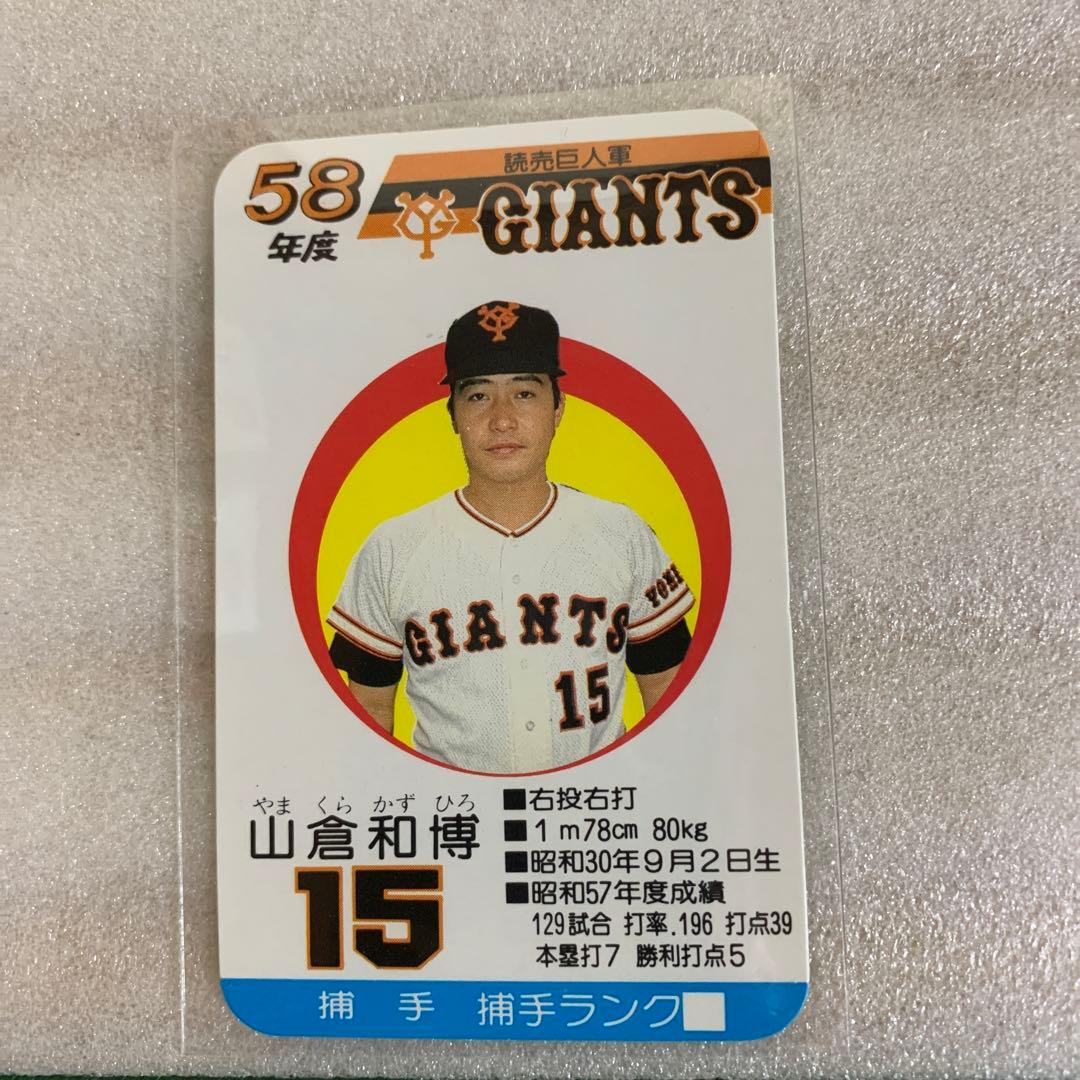 58
年度
読売巨人軍
YG GIANTS
YG
GIANTS
15
やま くら かず ひろ
山倉和博
15
■右投右打
■1m78cm 80kg
■昭和30年9月2日生
■昭和57年度成績
129試合 打率.196 打点39
本塁打7 勝利打点5
捕手 捕手ランク